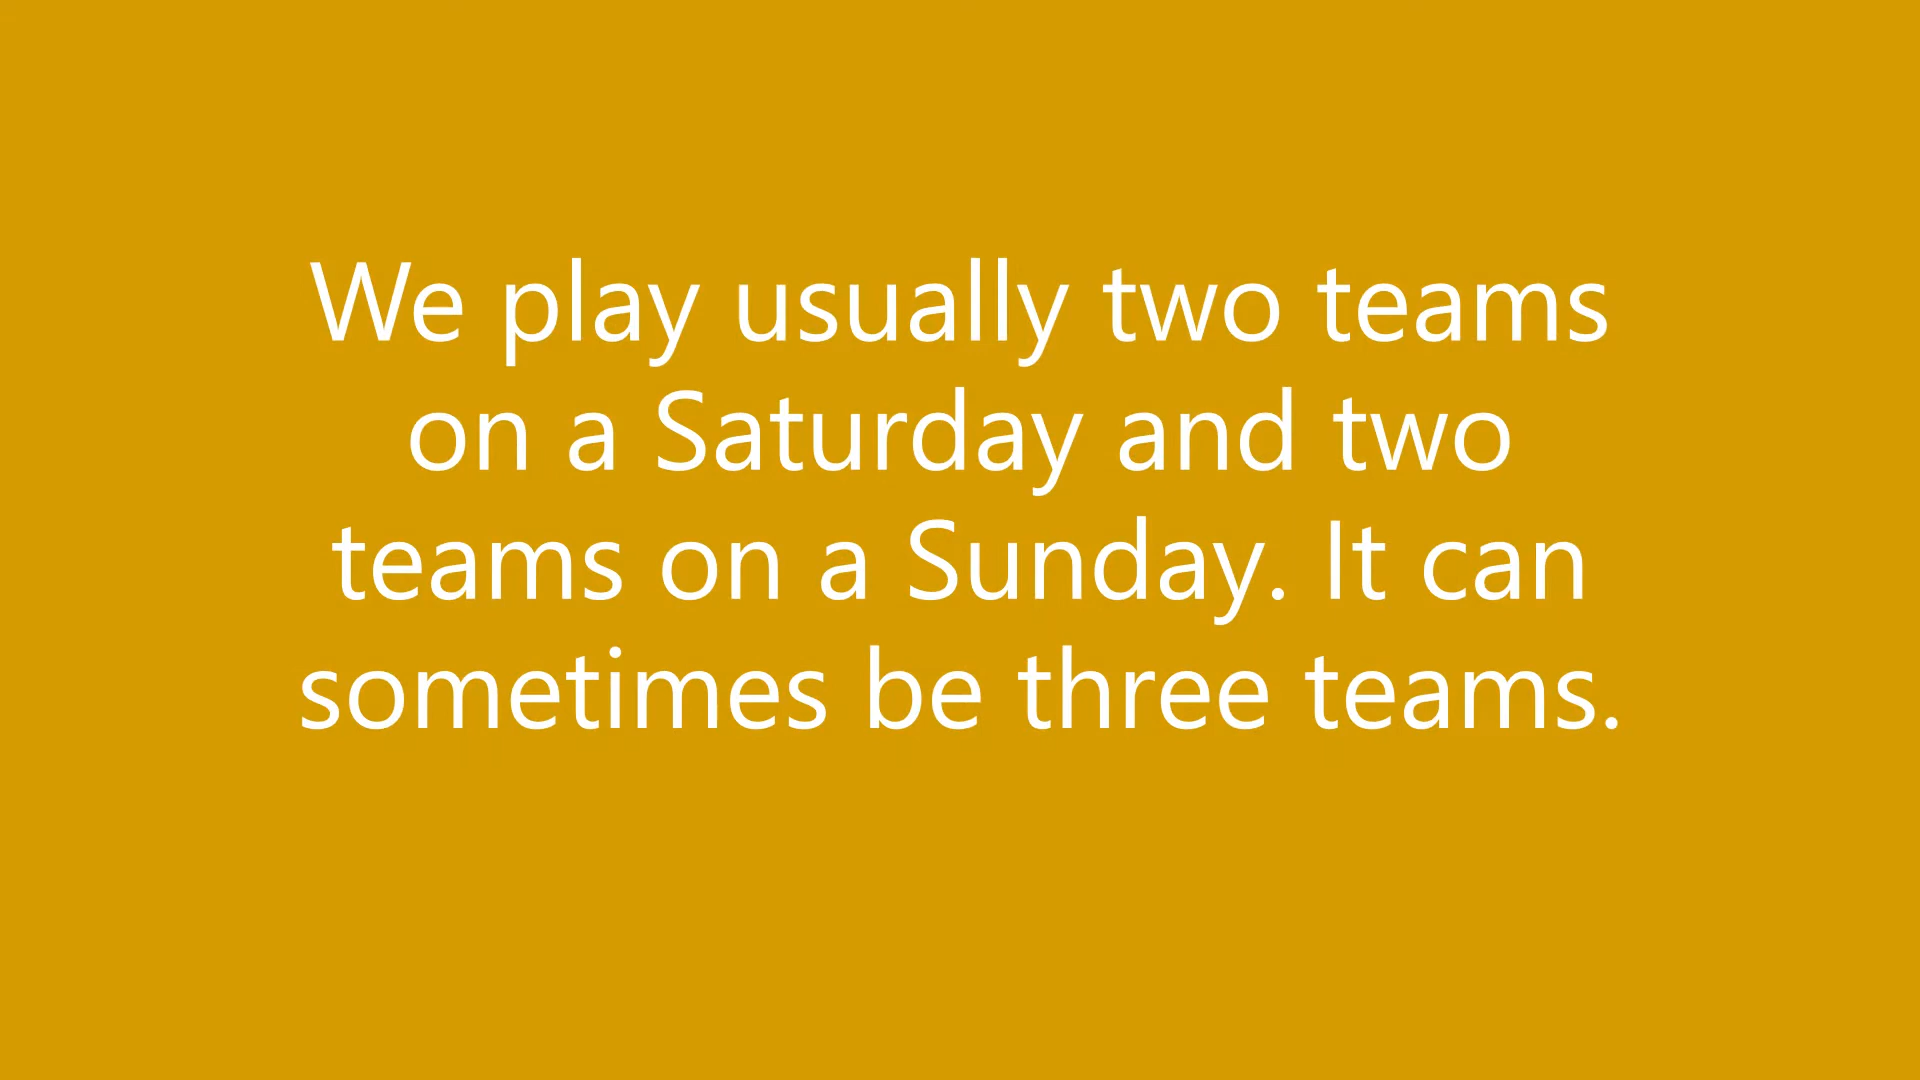 We play usually two teams
on a Saturday and two
teams on a Sunday. It can
sometimes be three teams.